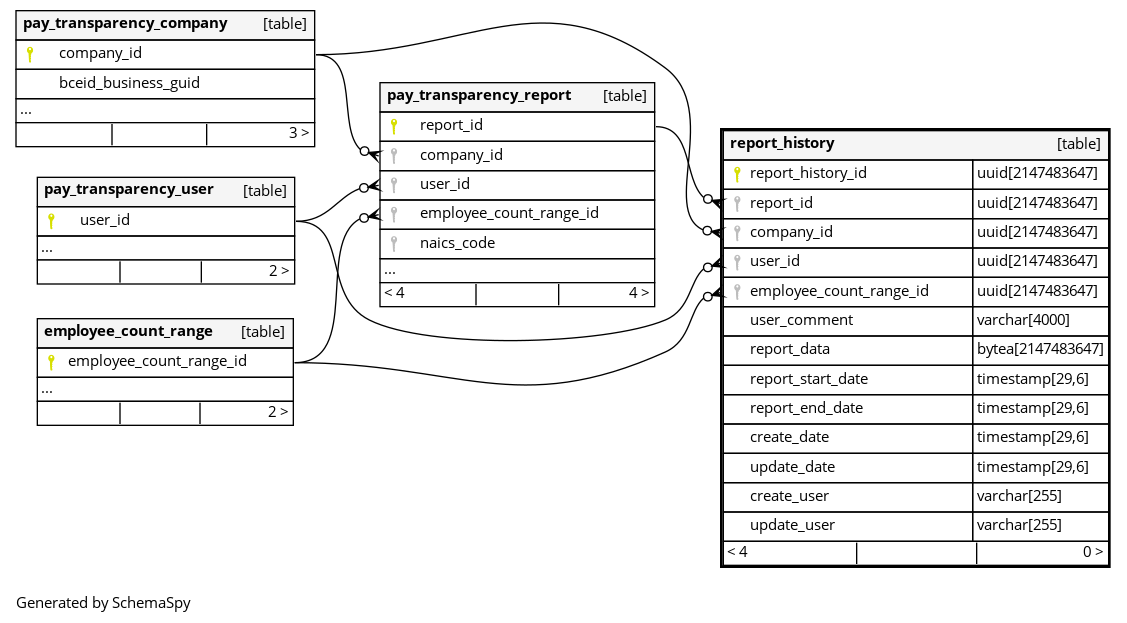 pay_transparency_company [table]
company_id
bceid_business_guid
...
3 >
pay_transparency_user [table]
user_id
...
2 >
employee_count_range [table]
employee_count_range_id
...
2 >
pay_transparency_report [table]
report_id
company_id
user_id
employee_count_range_id
naics_code
...
< 4 4 >
report_history [table]
report_history_id uuid[2147483647]
report_id uuid[2147483647]
company_id uuid[2147483647]
user_id uuid[2147483647]
employee_count_range_id uuid[2147483647]
user_comment varchar[4000]
report_data bytea[2147483647]
report_start_date timestamp[29,6]
report_end_date timestamp[29,6]
create_date timestamp[29,6]
update_date timestamp[29,6]
create_user varchar[255]
update_user varchar[255]
< 4 0 >
Generated by SchemaSpy